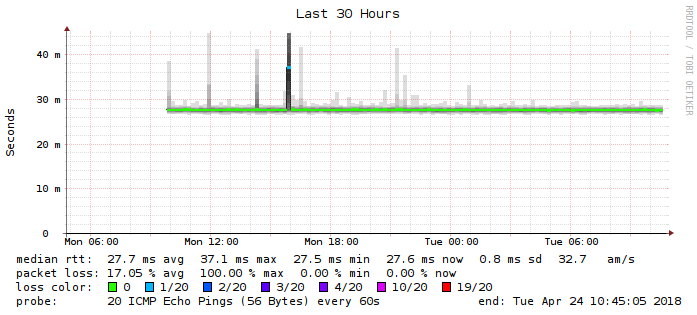 Last 30 Hours
RRDTOOL / TOBI OETIKER
Seconds
40 m
30 m
20 m
10 m
0
Mon 06:00 Mon 12:00 Mon 18:00 Tue 00:00 Tue 06:00
median rtt: 27.7 ms avg 37.1 ms max 27.5 ms min 27.6 ms now 0.8 ms sd 32.7 am/s
packet loss: 17.05 % avg 100.00 % max 0.00 % min 0.00 % now
loss color: 0 1/20 2/20 3/20 4/20 10/20 19/20
probe: 20 ICMP Echo Pings (56 Bytes) every 60s end: Tue Apr 24 10:45:05 2018